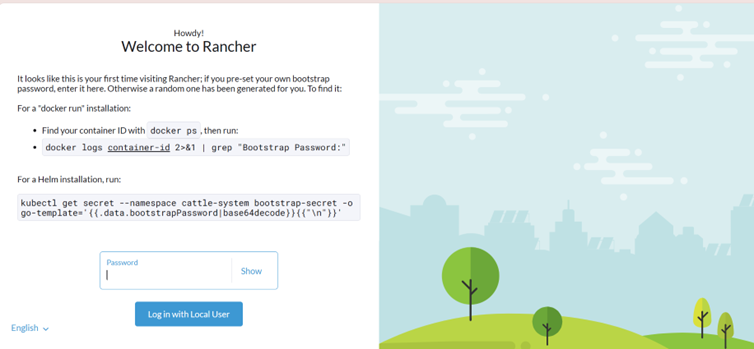 Howdy!
Welcome to Rancher
It looks like this is your first time visiting Rancher; if you pre-set your own bootstrap
password, enter it here. Otherwise a random one has been generated for you. To find it:
For a "docker run" installation:
Find your container ID with docker ps, then run:
docker logs container-id 2>&1 | grep "Bootstrap Password:"
For a Helm installation, run:
kubectl get secret --namespace cattle-system bootstrap-secret -o
go-template='{{.data.bootstrapPassword|base64decode}}{{"\n"}}'
Password
Show
Log in with Local User
English